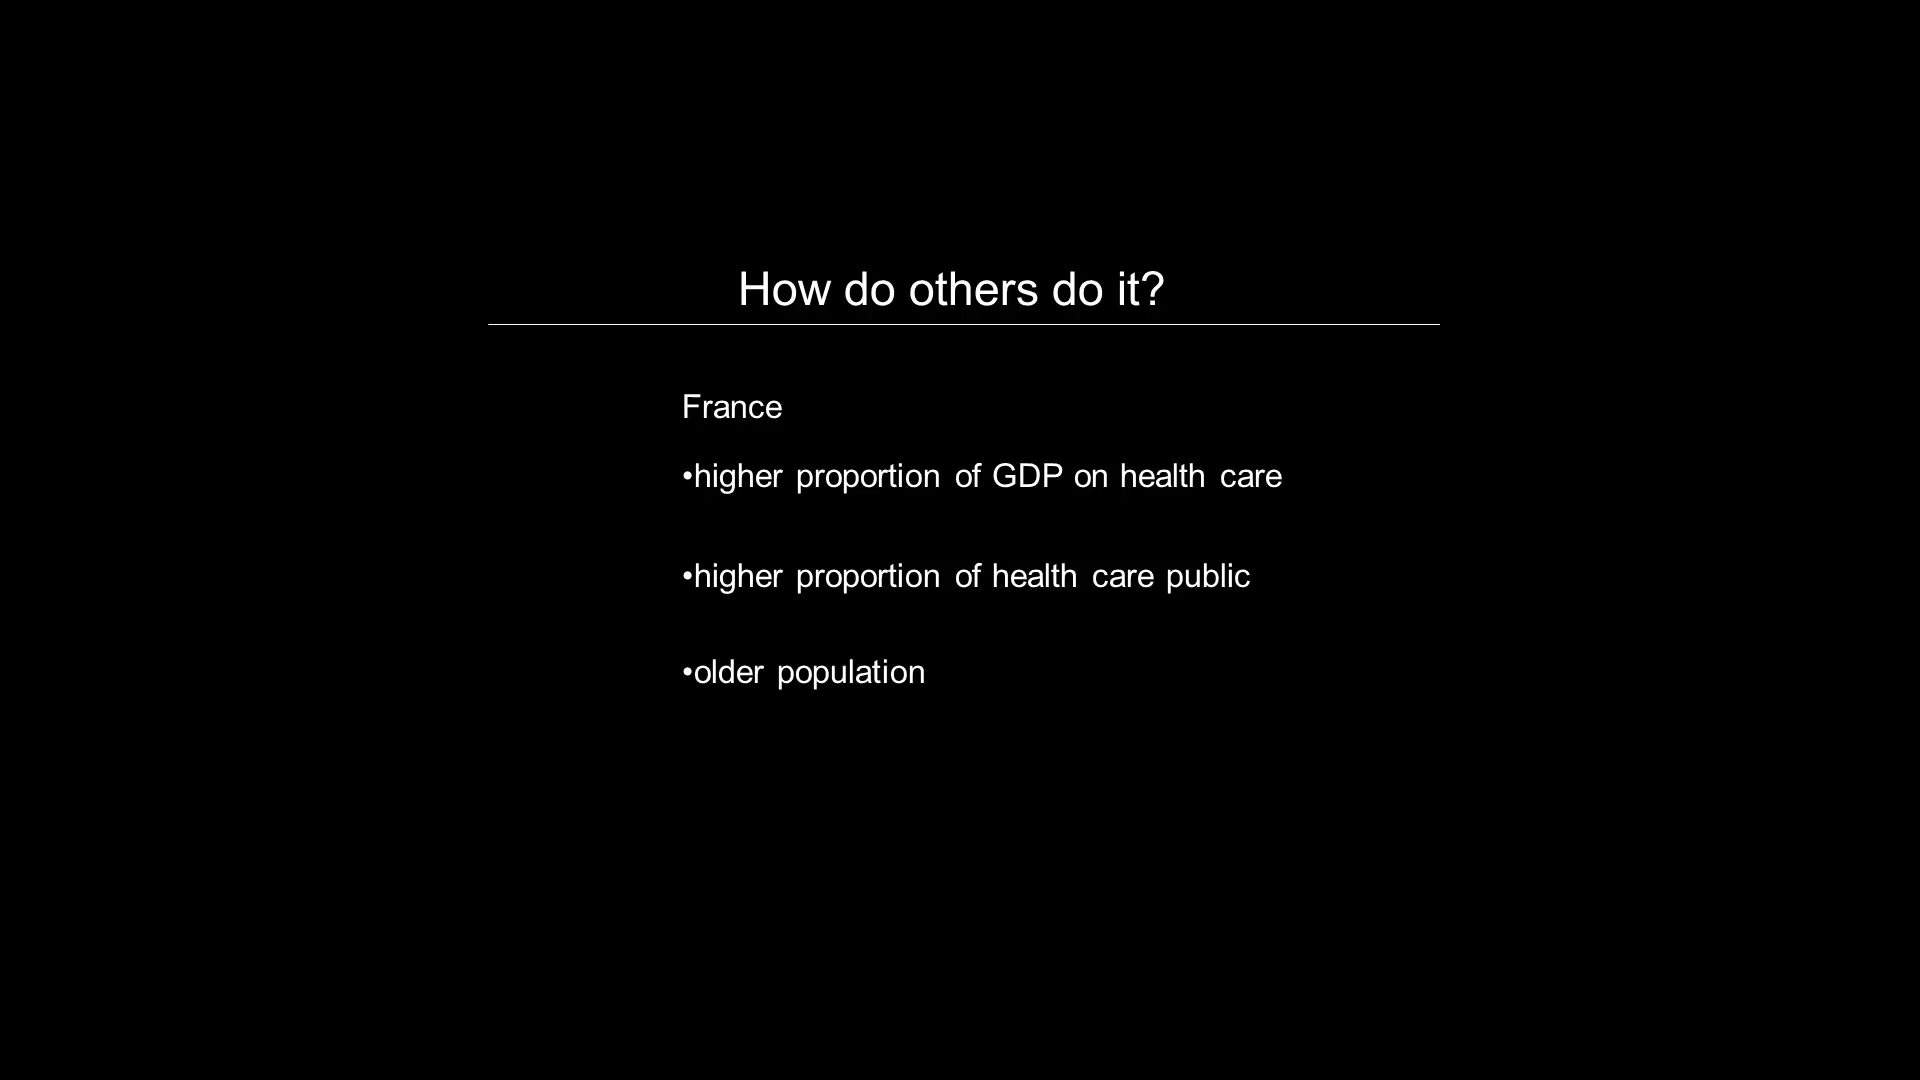 How do others do it?
France
•higher proportion of GDP on health care
•higher proportion of health care public
•older population